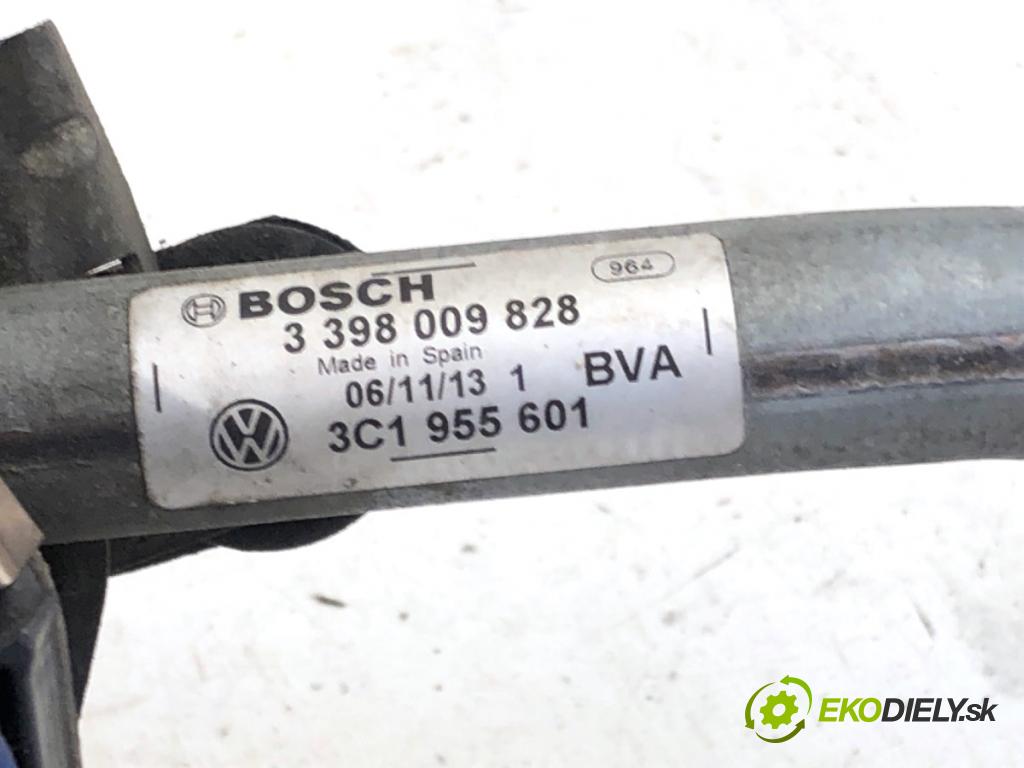 964
BOSCH
3 398 009 828
Made in Spain
06/11/13 1 BVA
3C1 955 601
EKODIELY.sk